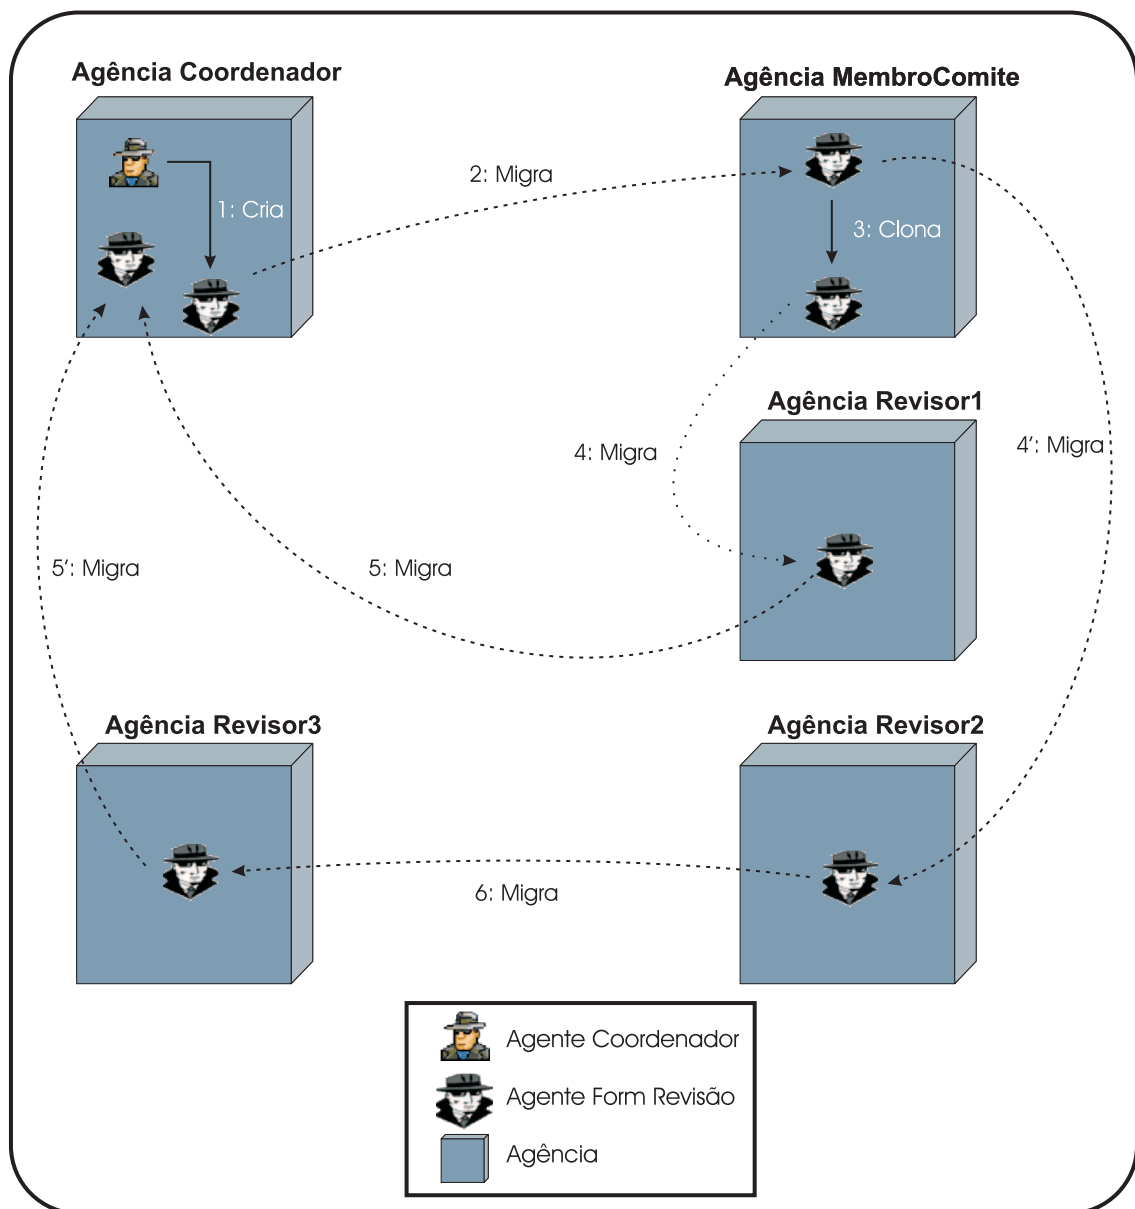 Agência Coordenador
Agência MembroComite
1: Cria
2: Migra
3: Clona
Agência Revisor1
4: Migra
4': Migra
5': Migra
5: Migra
Agência Revisor3
Agência Revisor2
6: Migra
Agente Coordenador
Agente Form Revisão
Agência